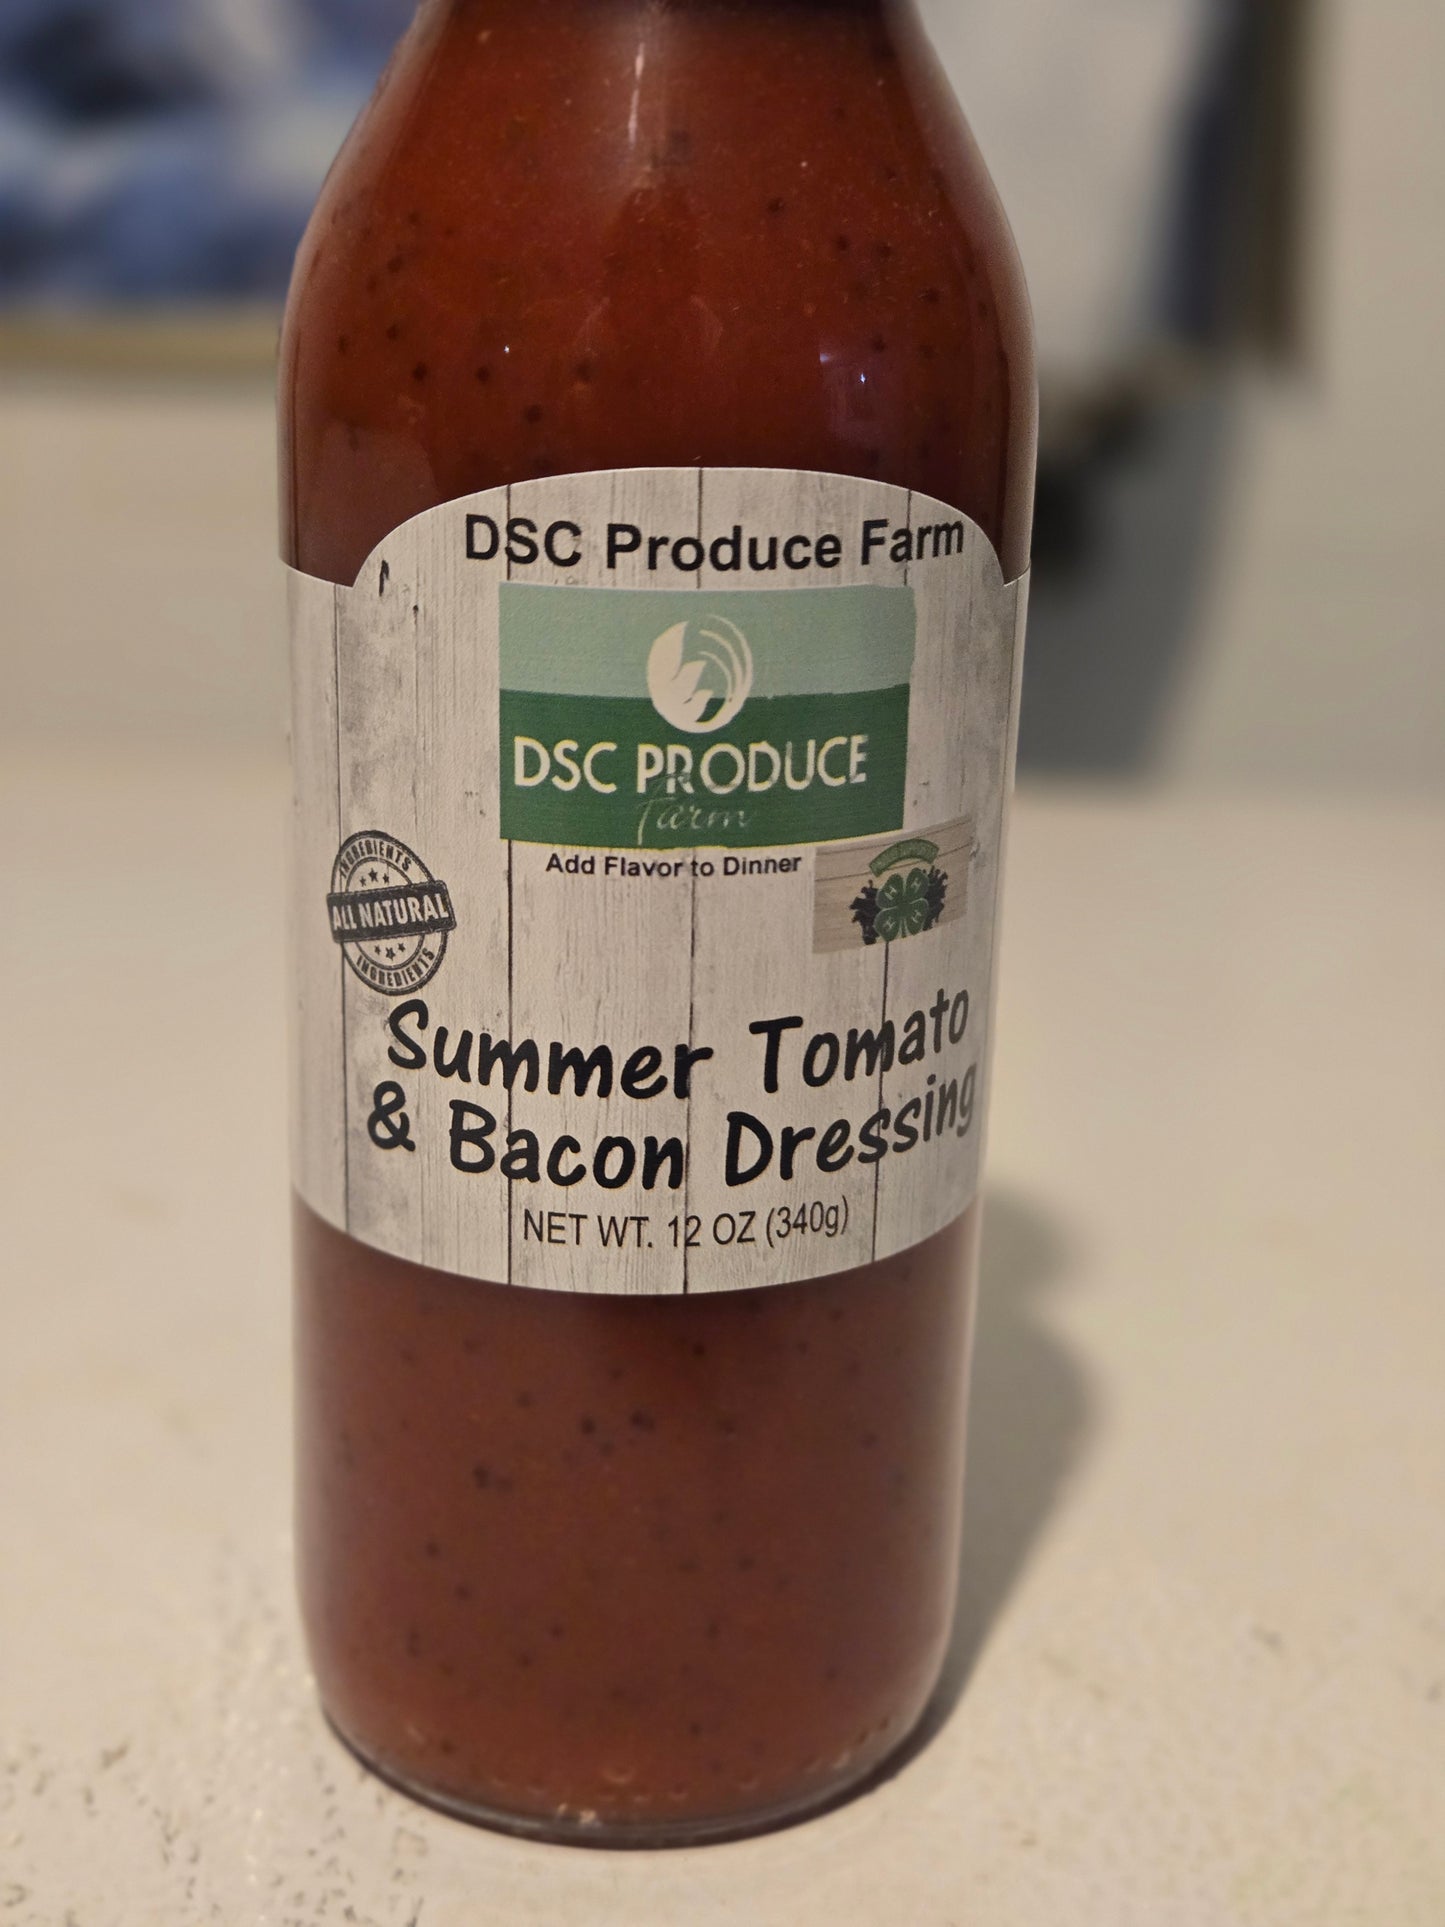 DSC Produce Farm
DSC PRODUCE
Farm
Add Flavor to Dinner
INGREDIENTS
ALL NATURAL
INGREDIENTS
H H
H H
Summer Tomato
& Bacon Dressing
NET WT. 12 OZ (340g)